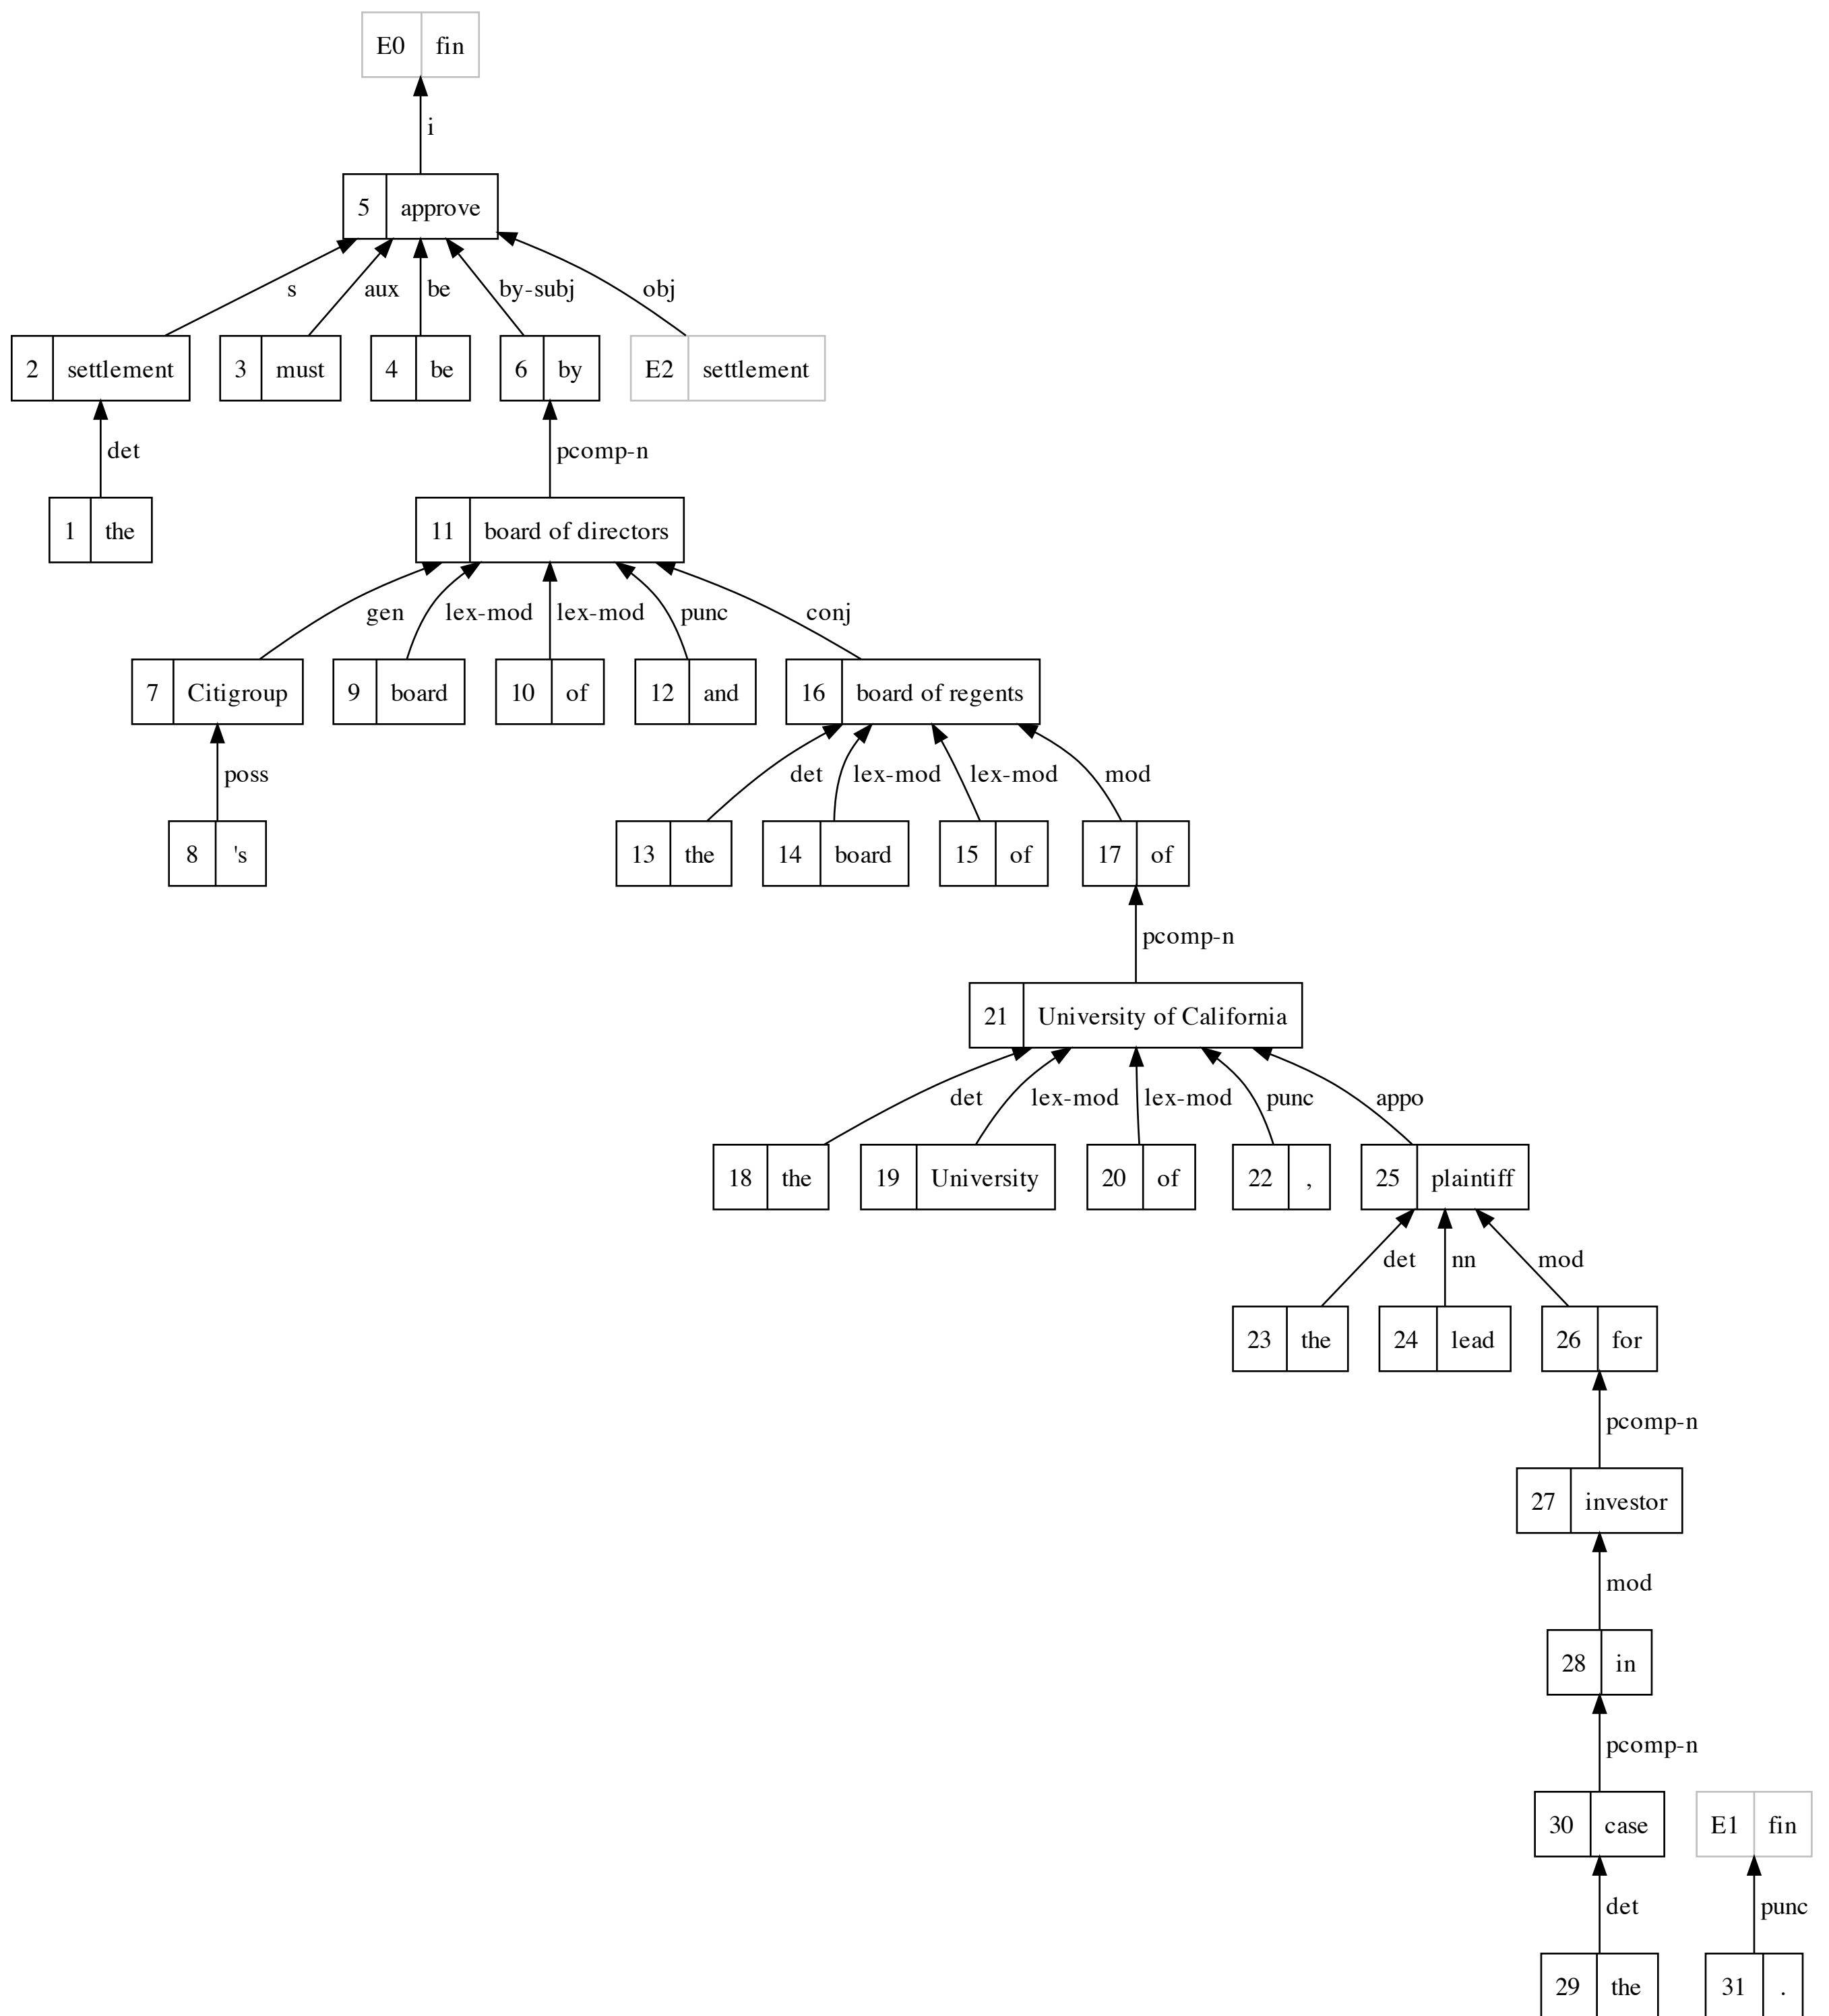 E0 fin
i
5 approve
s aux be by-subj obj
2 settlement 3 must 4 be 6 by E2 settlement
det pcomp-n
1 the 11 board of directors
gen lex-mod lex-mod punc conj
7 Citigroup 9 board 10 of 12 and 16 board of regents
poss det lex-mod lex-mod mod
8 's 13 the 14 board 15 of 17 of
pcomp-n
21 University of California
det lex-mod lex-mod punc appo
18 the 19 University 20 of 22 , 25 plaintiff
det nn mod
23 the 24 lead 26 for
pcomp-n
27 investor
mod
28 in
pcomp-n
30 case E1 fin
det punc
29 the 31 .